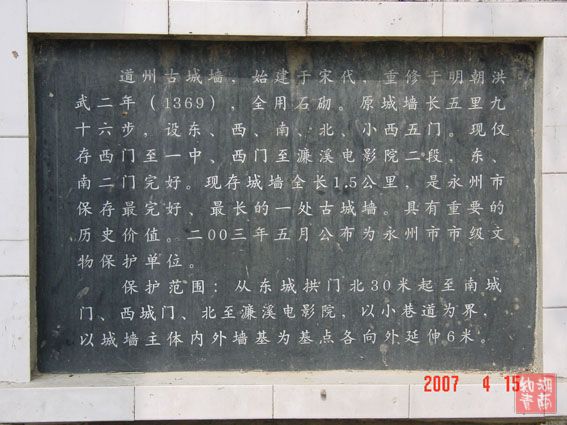 道州古城墙，始建于宋代，重修于明朝洪
武二年（1369），全用石砌。原城墙长五里九
十六步，设东、西、南、北、小西五门。现仅
存西门至一中、西门至濂溪电影院二段，东、
南二门完好。现存城墙全长1.5公里，是永州市
保存最完好、最长的一处古城墙。具有重要的
历史价值。二00三年五月公布为永州市市级文
物保护单位。
保护范围：从东城拱门北30米起至南城
门、西城门、北至濂溪电影院，以小巷道为界，
以城墙主体内外墙基为基点各向外延伸6米。
2007 4 15